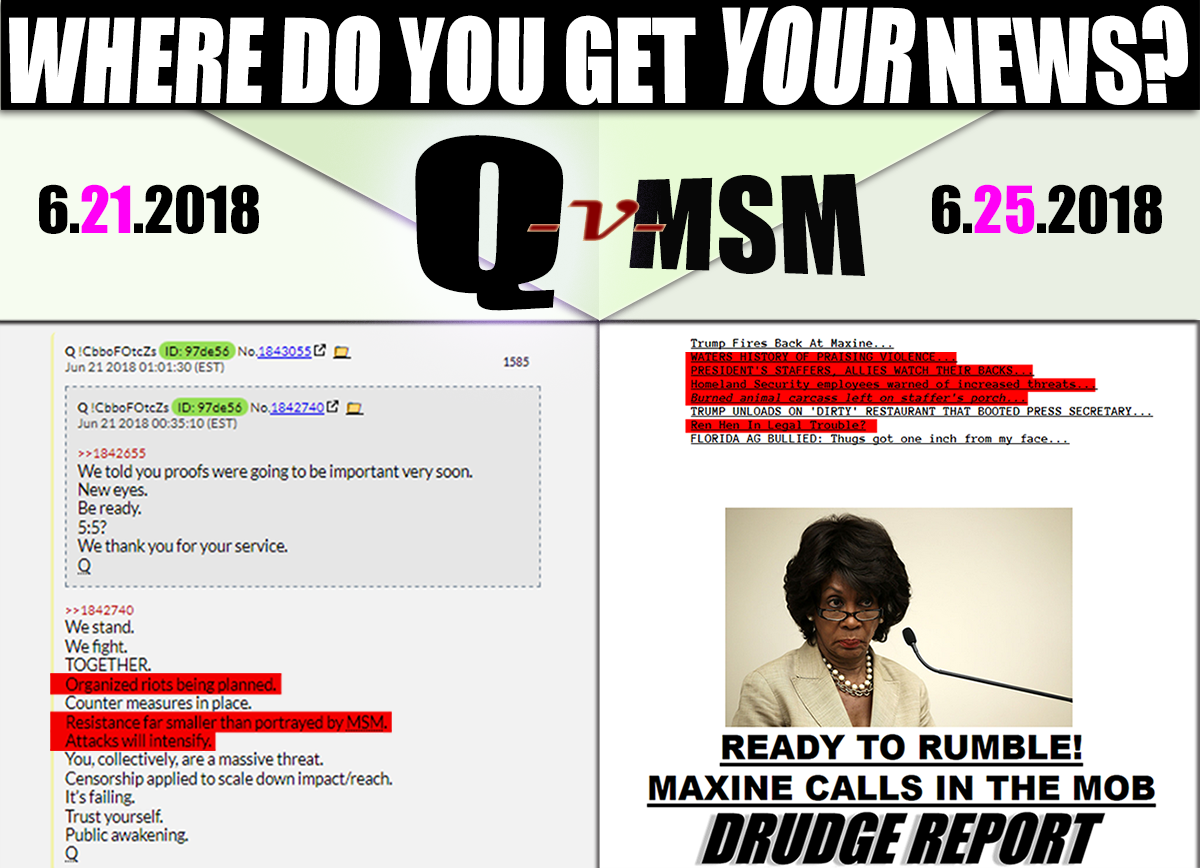 WHERE DO YOU GET YOUR NEWS?
6.21.2018
Q -v- MSM
6.25.2018
Q !CbboFOtcZs ID: 97de56 No.1843055
Jun 21 2018 01:01:30 (EST)
1585
Q !CbboFOtcZs ID: 97de56 No.1842740
Jun 21 2018 00:35:10 (EST)
>>1842655
We told you proofs were going to be important very soon.
New eyes.
Be ready.
5:5?
We thank you for your service.
Q
>>1842740
We stand.
We fight.
TOGETHER.
Organized riots being planned.
Counter measures in place.
Resistance far smaller than portrayed by MSM.
Attacks will intensify.
You, collectively, are a massive threat.
Censorship applied to scale down impact/reach.
It's failing.
Trust yourself.
Public awakening.
Q
Trump Fires Back At Maxine...
WATERS HISTORY OF PRAISING VIOLENCE...
PRESIDENT'S STAFFERS, ALLIES WATCH THEIR BACKS...
Homeland Security employees warned of increased threats...
Burned animal carcass left on staffer's porch...
TRUMP UNLOADS ON 'DIRTY' RESTAURANT THAT BOOTED PRESS SECRETARY...
Ren Hen In Legal Trouble?
FLORIDA AG BULLIED: Thugs got one inch from my face...
READY TO RUMBLE!
MAXINE CALLS IN THE MOB
DRUDGE REPORT